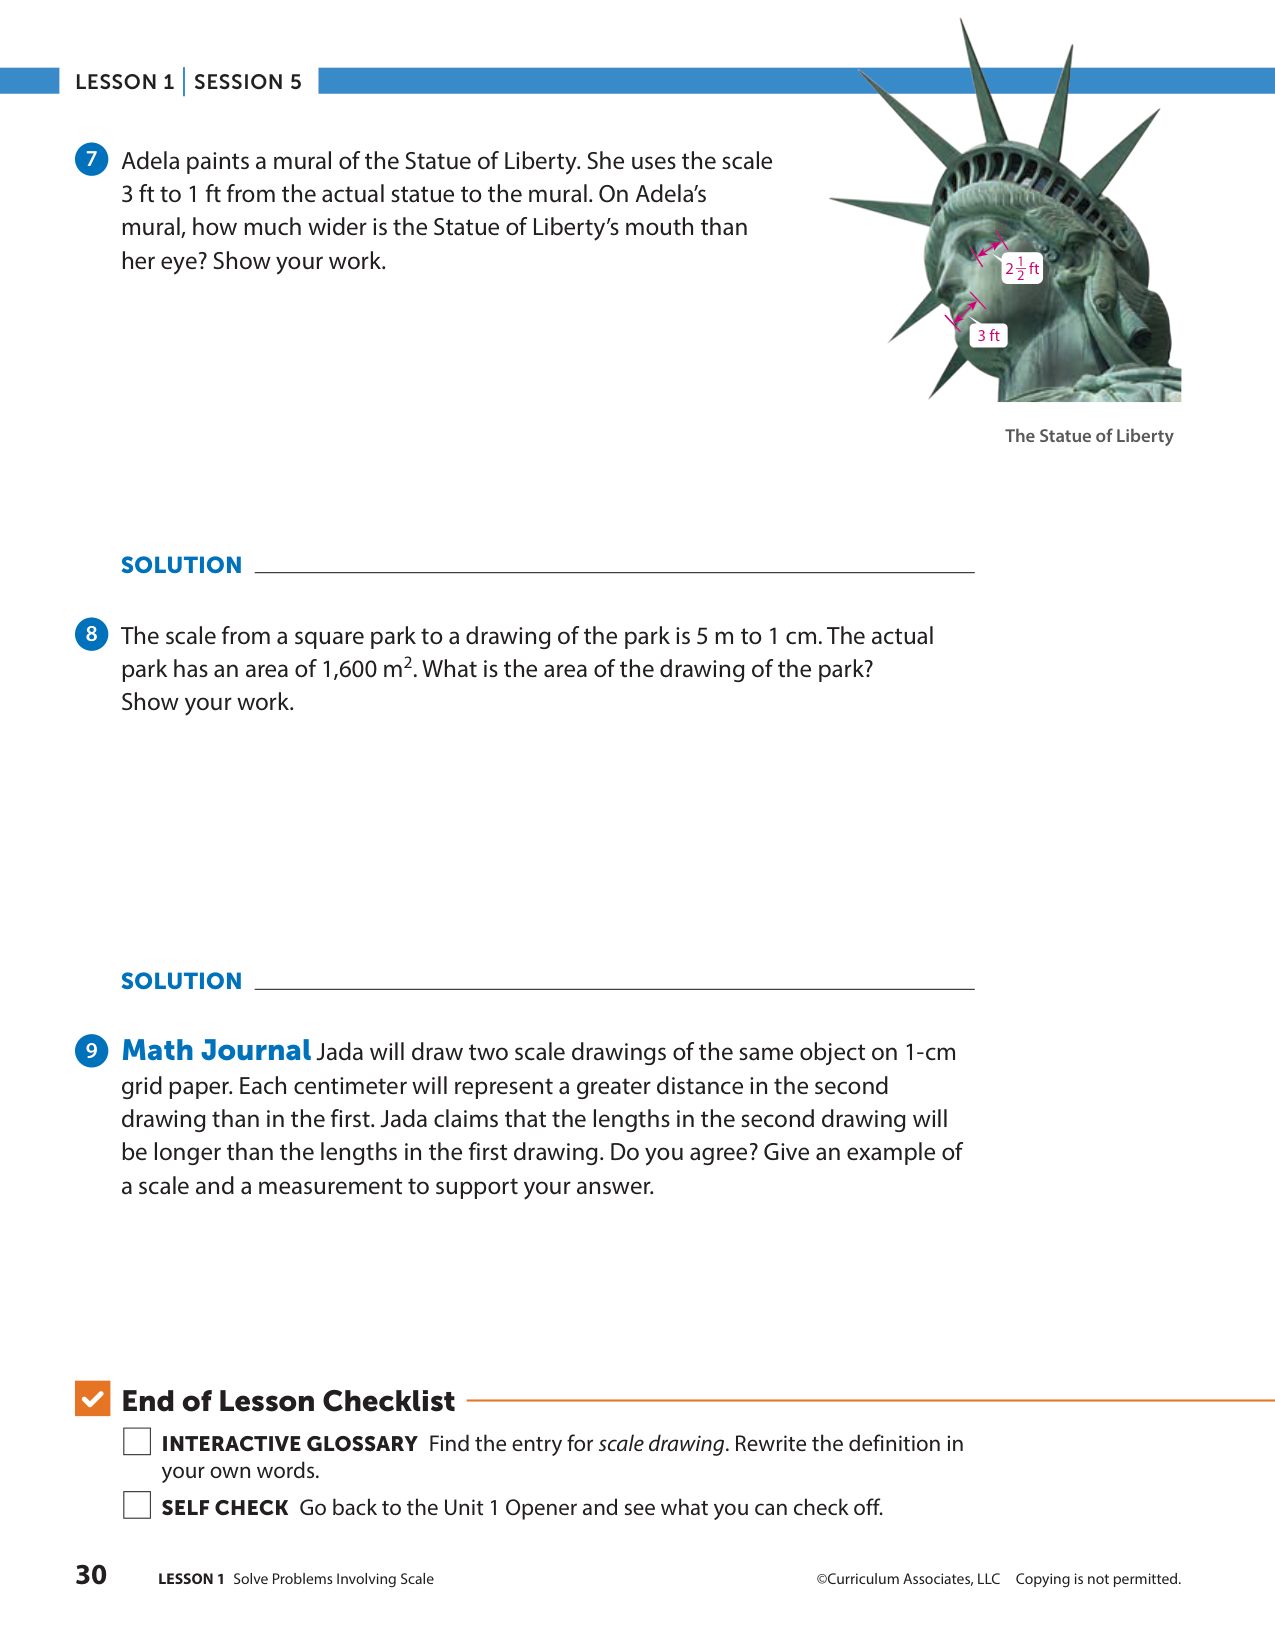 LESSON 1 | SESSION 5
7 Adela paints a mural of the Statue of Liberty. She uses the scale
3 ft to 1 ft from the actual statue to the mural. On Adela’s
mural, how much wider is the Statue of Liberty’s mouth than
her eye? Show your work.
2 1/2 ft
3 ft
The Statue of Liberty
SOLUTION
8 The scale from a square park to a drawing of the park is 5 m to 1 cm. The actual
park has an area of 1,600 m². What is the area of the drawing of the park?
Show your work.
SOLUTION
9 Math Journal Jada will draw two scale drawings of the same object on 1-cm
grid paper. Each centimeter will represent a greater distance in the second
drawing than in the first. Jada claims that the lengths in the second drawing will
be longer than the lengths in the first drawing. Do you agree? Give an example of
a scale and a measurement to support your answer.
End of Lesson Checklist
INTERACTIVE GLOSSARY Find the entry for scale drawing. Rewrite the definition in
your own words.
SELF CHECK Go back to the Unit 1 Opener and see what you can check off.
30 LESSON 1 Solve Problems Involving Scale ©Curriculum Associates, LLC Copying is not permitted.